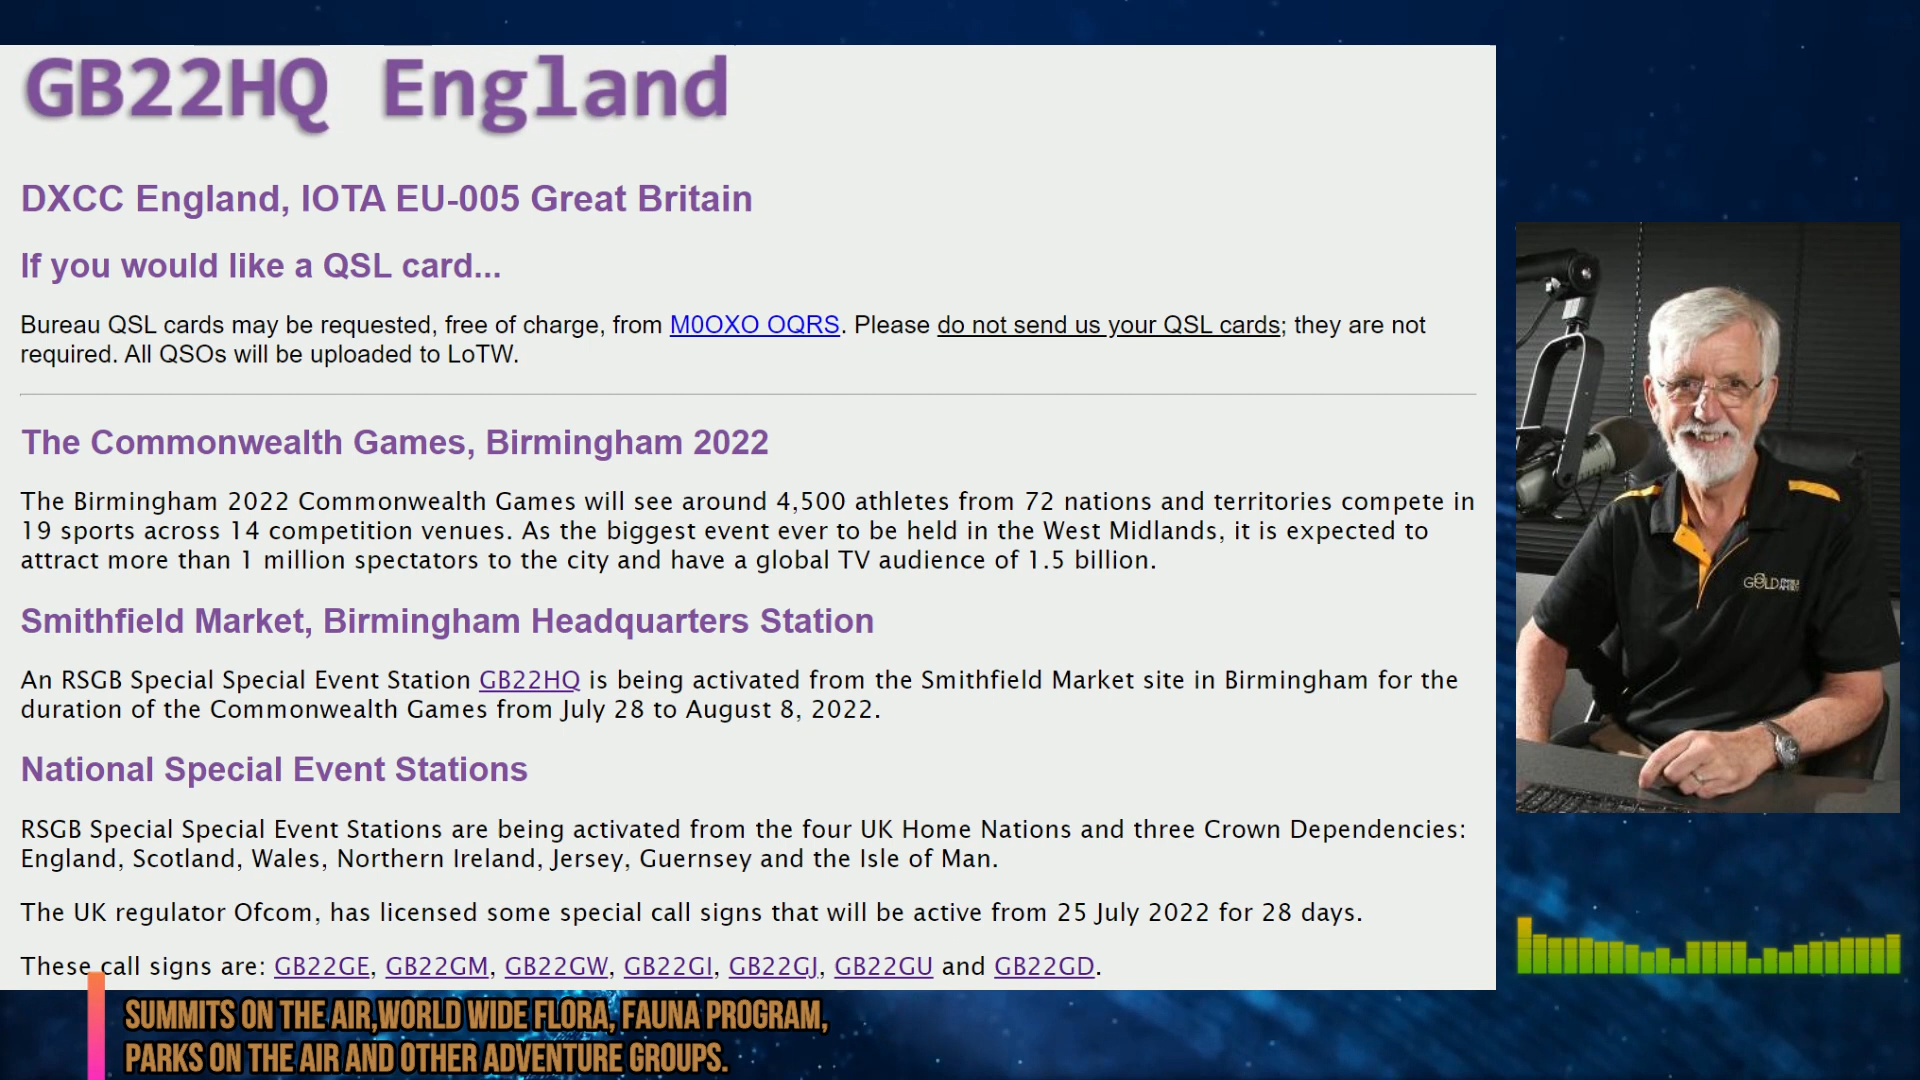 GB22HQ England
DXCC England, IOTA EU-005 Great Britain
If you would like a QSL card...
Bureau QSL cards may be requested, free of charge, from M0OXO OQRS. Please do not send us your QSL cards; they are not
required. All QSOs will be uploaded to LoTW.
The Commonwealth Games, Birmingham 2022
The Birmingham 2022 Commonwealth Games will see around 4,500 athletes from 72 nations and territories compete in
19 sports across 14 competition venues. As the biggest event ever to be held in the West Midlands, it is expected to
attract more than 1 million spectators to the city and have a global TV audience of 1.5 billion.
Smithfield Market, Birmingham Headquarters Station
An RSGB Special Special Event Station GB22HQ is being activated from the Smithfield Market site in Birmingham for the
duration of the Commonwealth Games from July 28 to August 8, 2022.
National Special Event Stations
RSGB Special Special Event Stations are being activated from the four UK Home Nations and three Crown Dependencies:
England, Scotland, Wales, Northern Ireland, Jersey, Guernsey and the Isle of Man.
The UK regulator Ofcom, has licensed some special call signs that will be active from 25 July 2022 for 28 days.
These call signs are: GB22GE, GB22GM, GB22GW, GB22GI, GB22GJ, GB22GU and GB22GD.
SUMMITS ON THE AIR,WORLD WIDE FLORA, FAUNA PROGRAM,
PARKS ON THE AIR AND OTHER ADVENTURE GROUPS.
GOLD